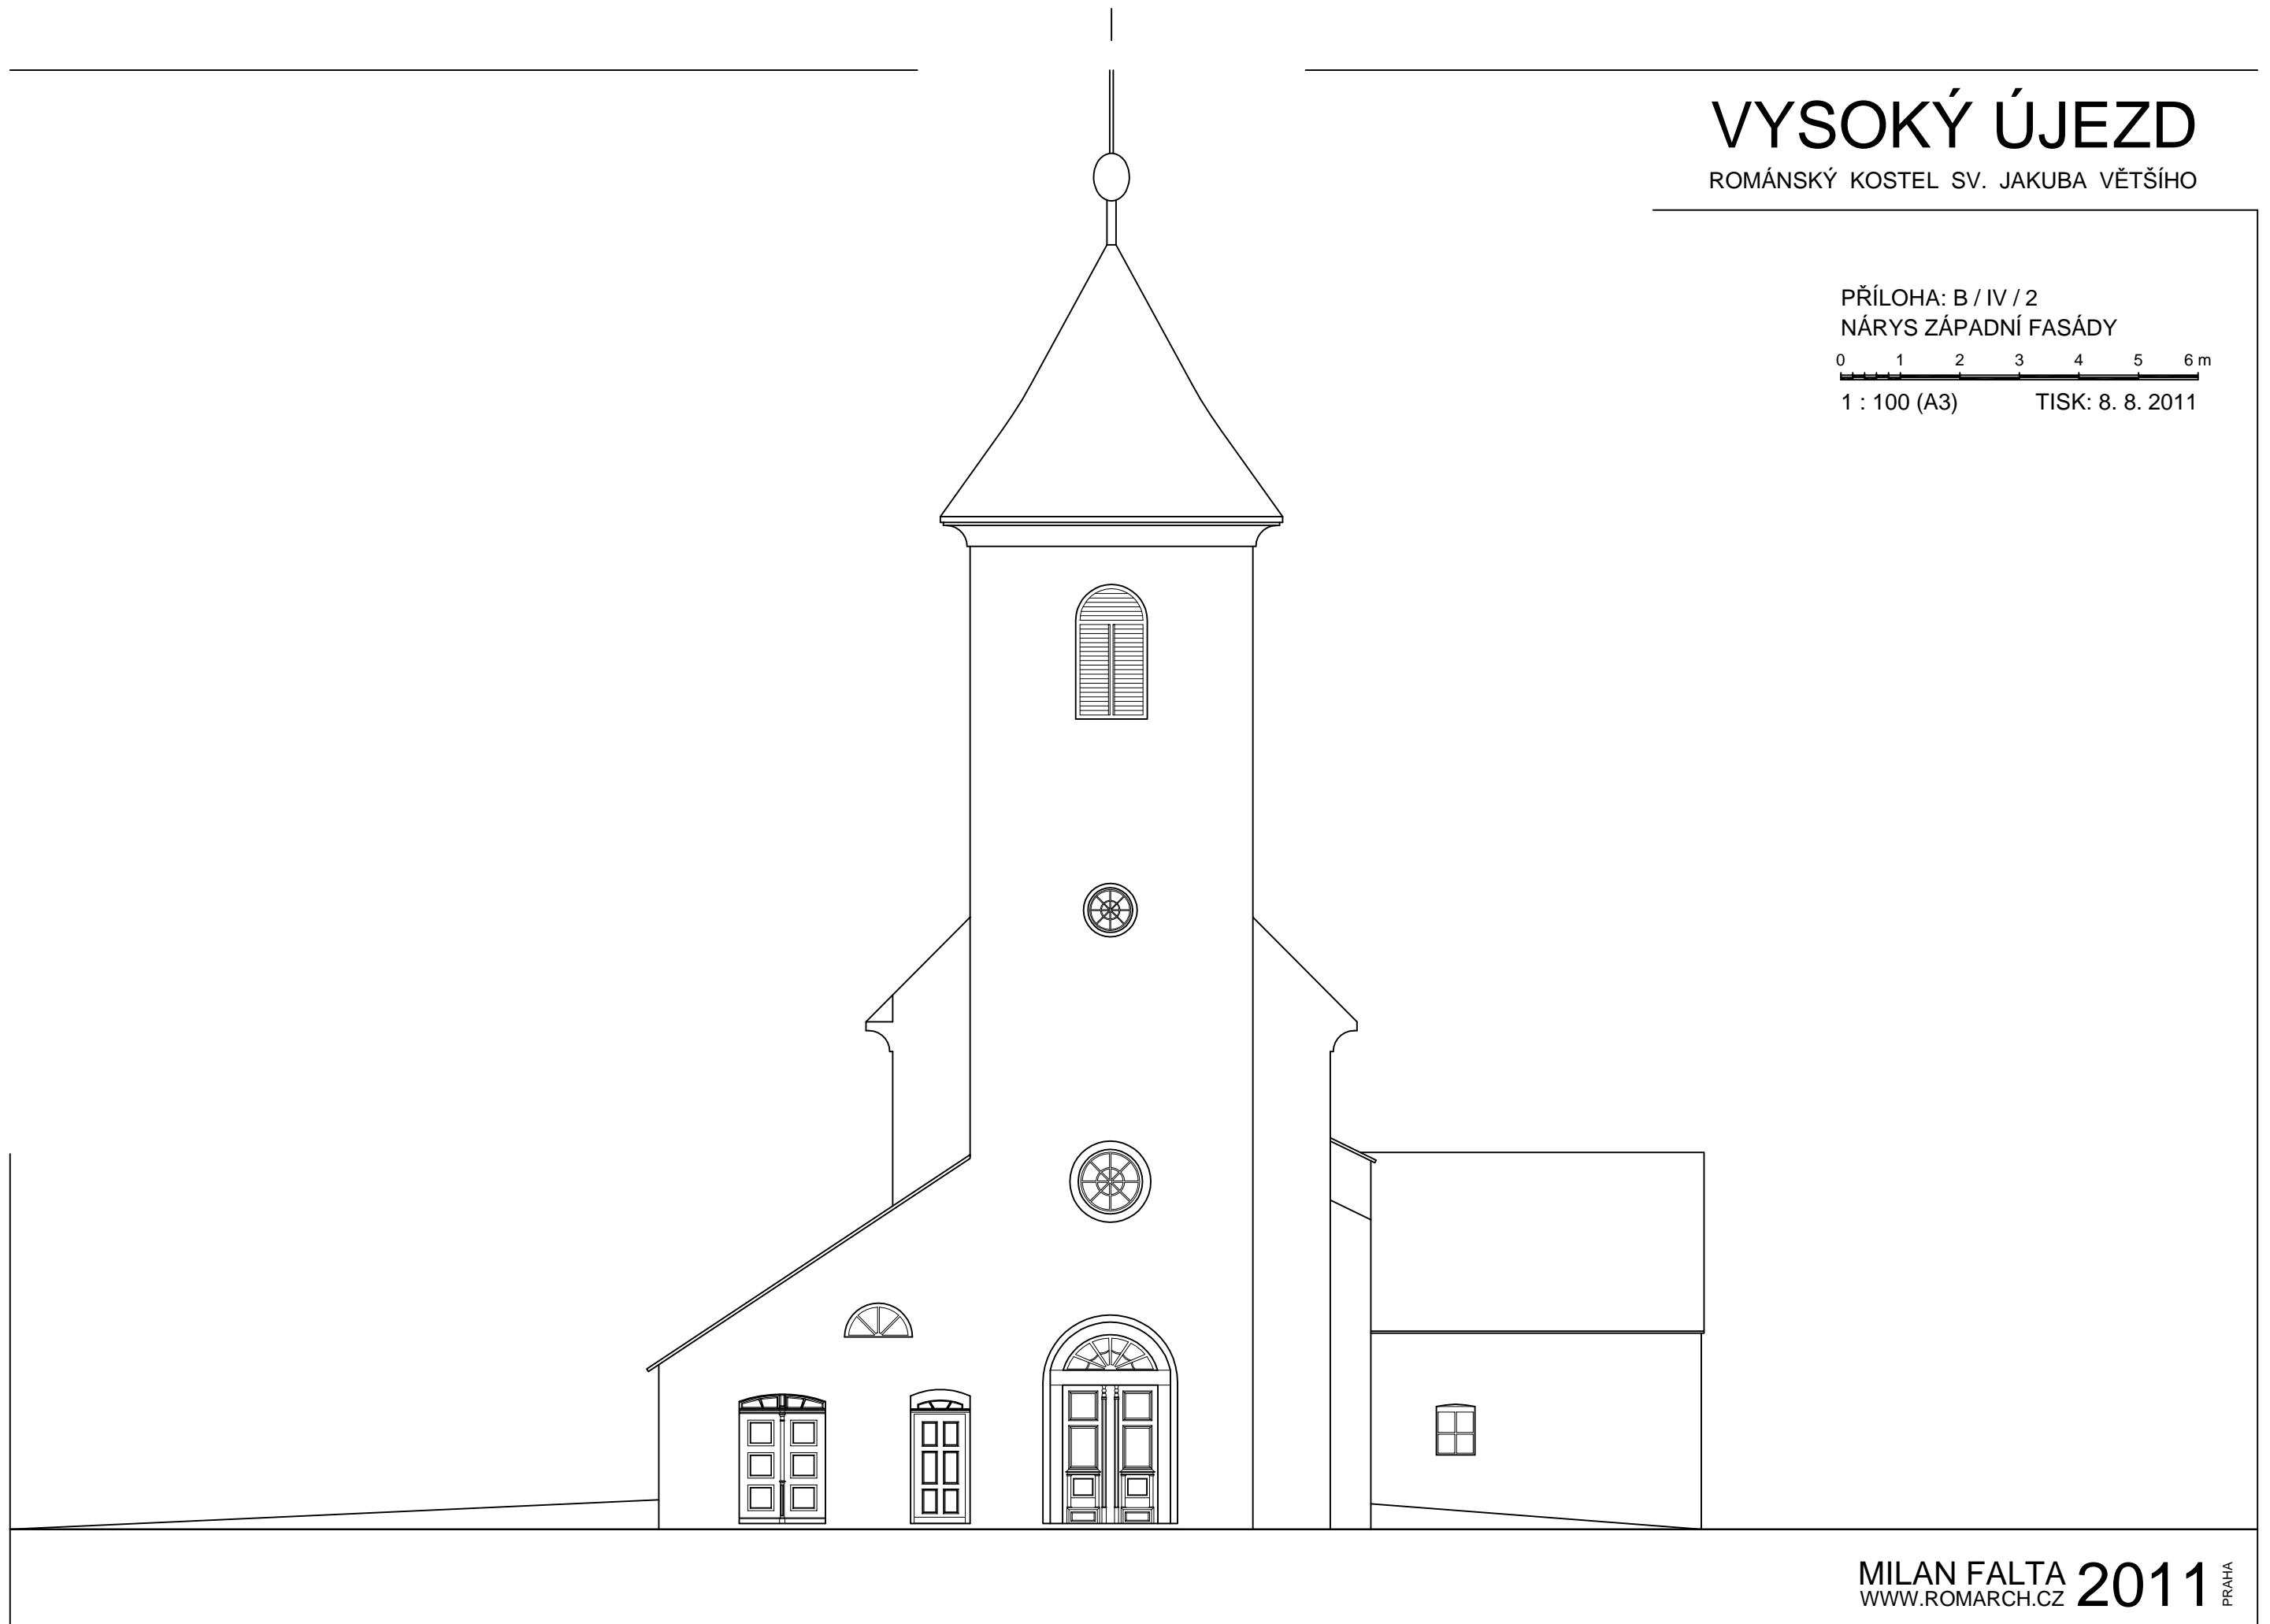 VYSOKÝ ÚJEZD
ROMÁNSKÝ KOSTEL SV. JAKUBA VĚTŠÍHO
PŘÍLOHA: B / IV / 2
NÁRYS ZÁPADNÍ FASÁDY
0 1 2 3 4 5 6 m
1 : 100 (A3) TISK: 8. 8. 2011
MILAN FALTA 2011 PRAHA
WWW.ROMARCH.CZ